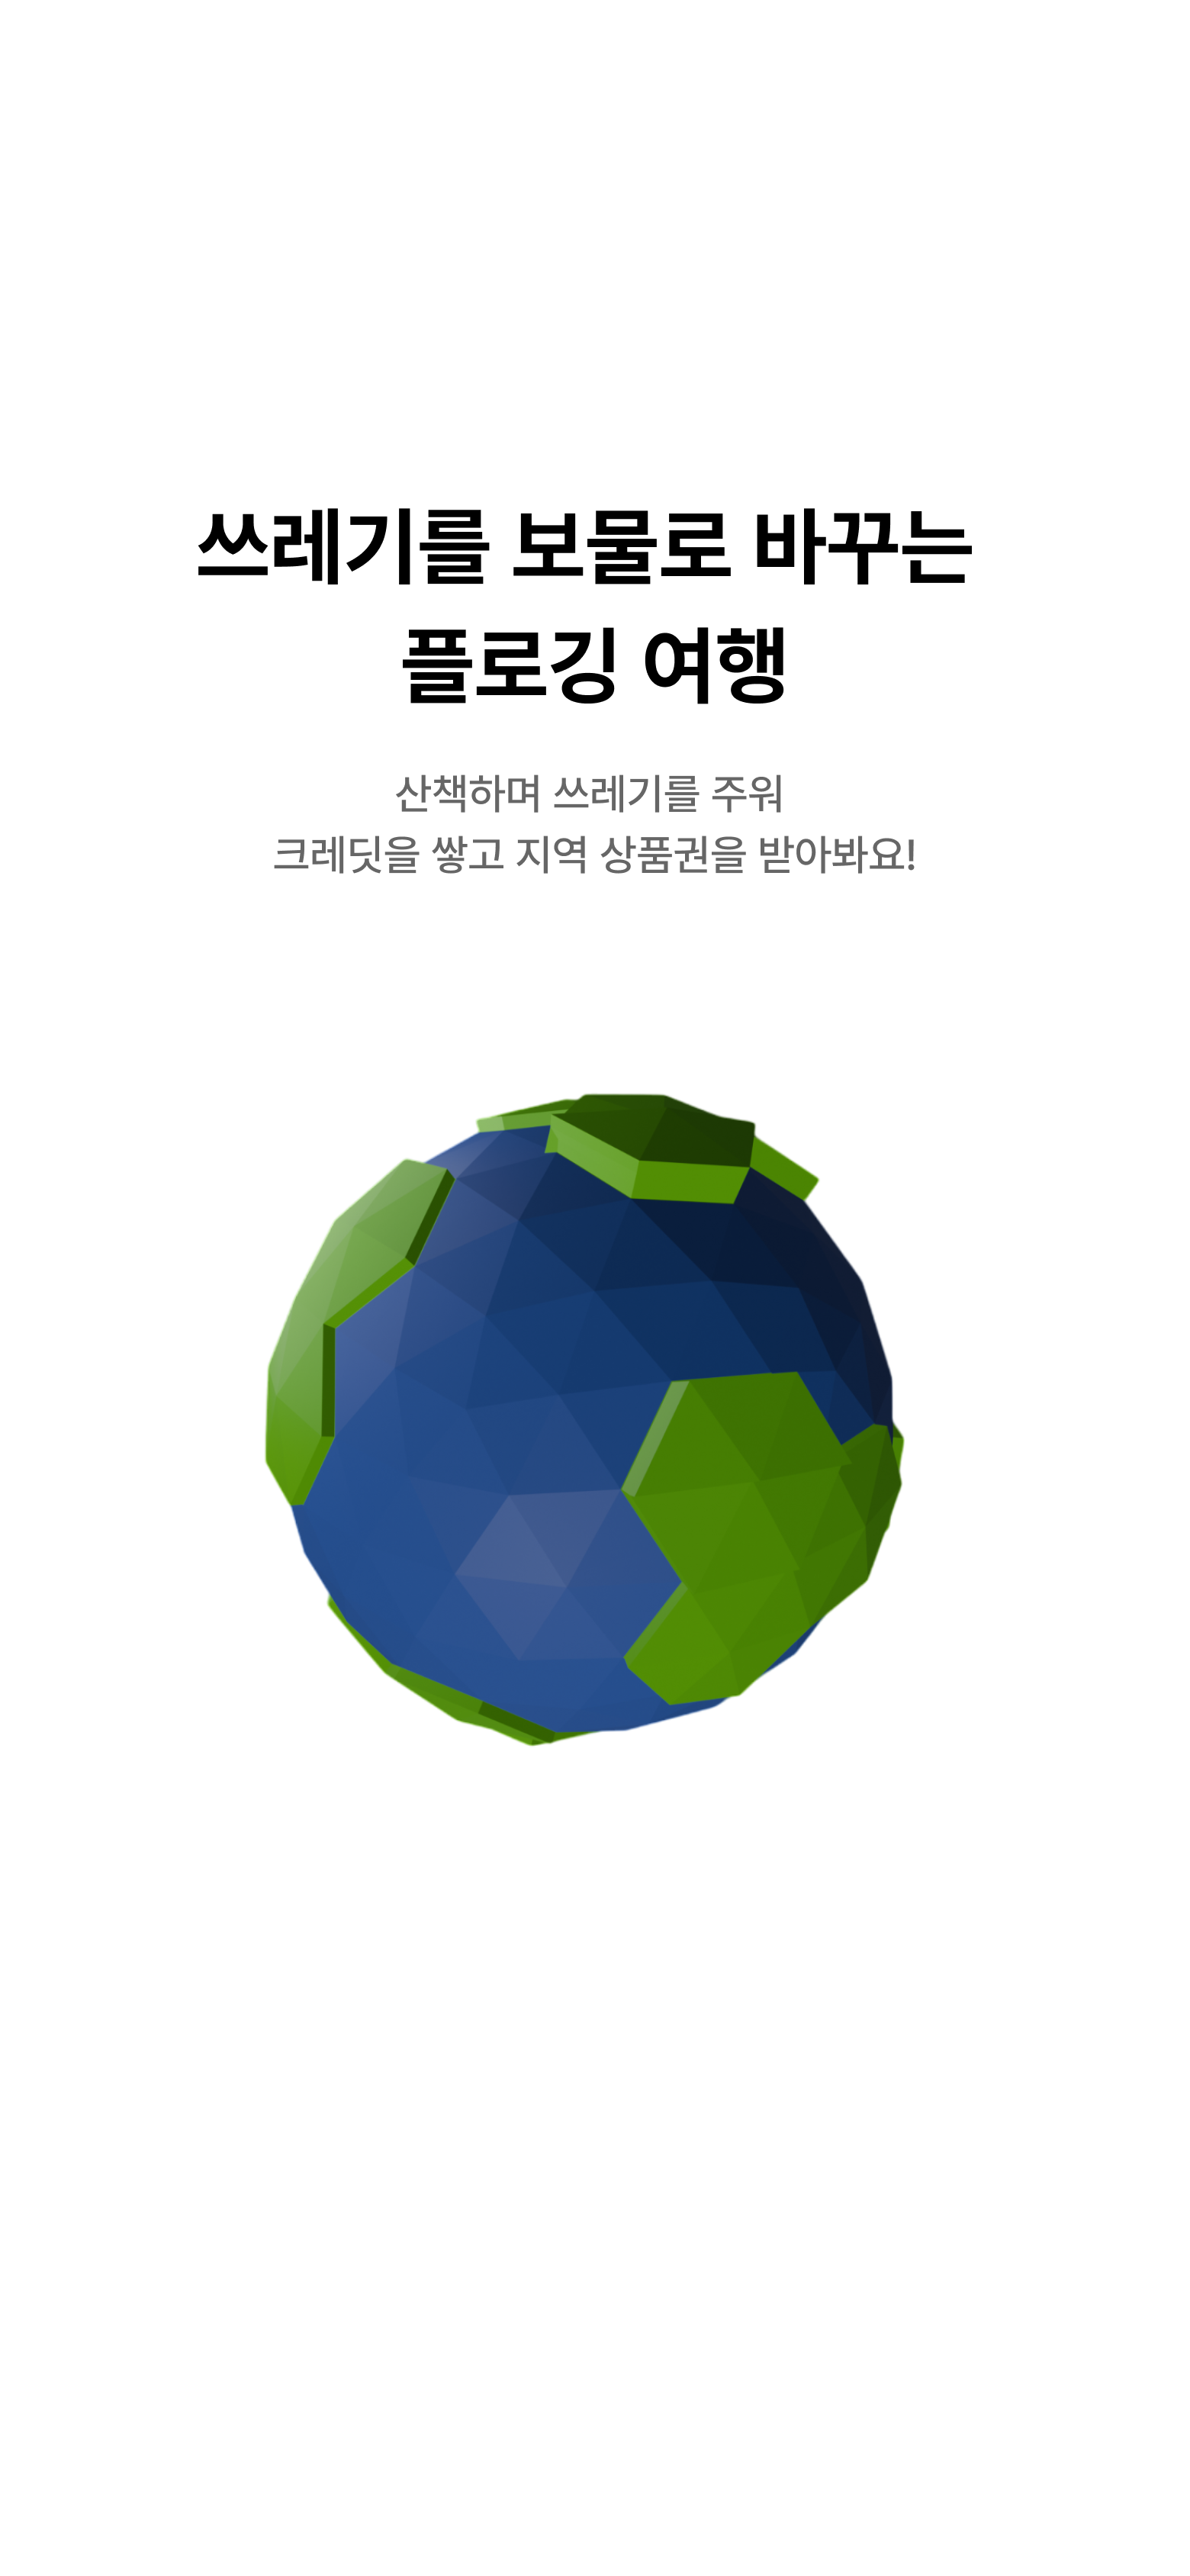 쓰레기를 보물로 바꾸는
플로깅 여행
산책하며 쓰레기를 주워
크레딧을 쌓고 지역 상품권을 받아봐요!